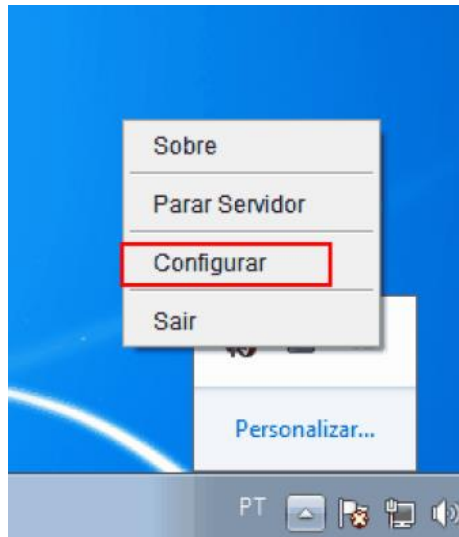 Sobre
Parar Servidor
Configurar
Sair
Personalizar...
PT